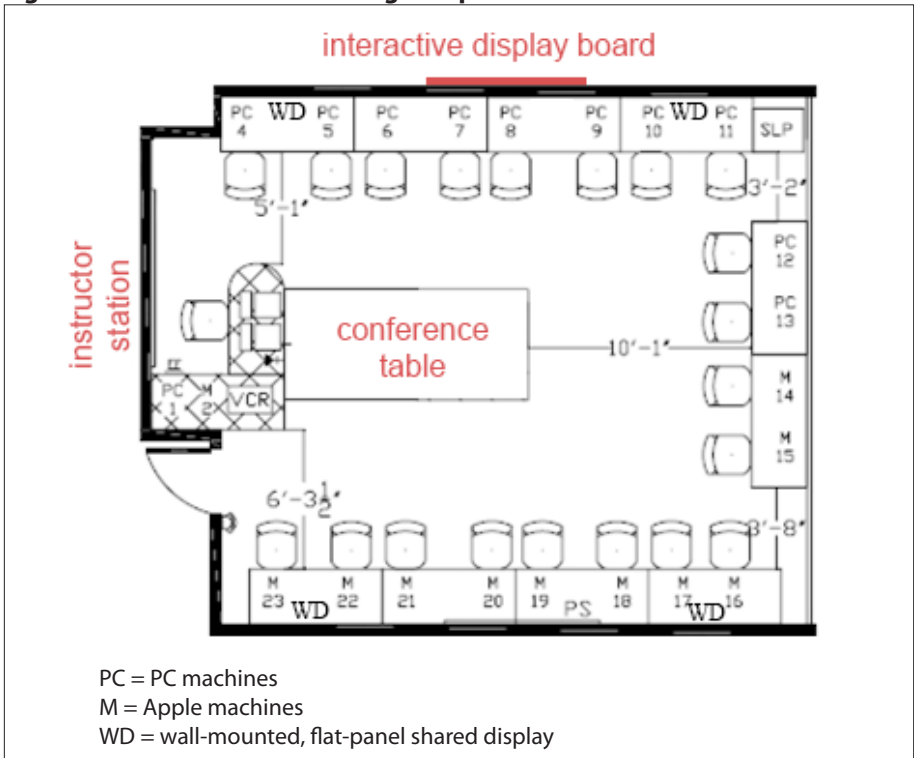 interactive display board
PC 4 WD PC 5 PC 6 PC 7 PC 8 PC 9 PC 10 WD PC 11 SLP
5'-1"
3'-2"
PC 12
PC 13
instructor station
conference
table
10'-1"
PC 1 M 2 VCR
M 14
M 15
6'-3 1/2"
3'-8"
M 23 WD M 22 M 21 M 20 M 19 PS M 18 M 17 WD M 16
PC = PC machines
M = Apple machines
WD = wall-mounted, flat-panel shared display